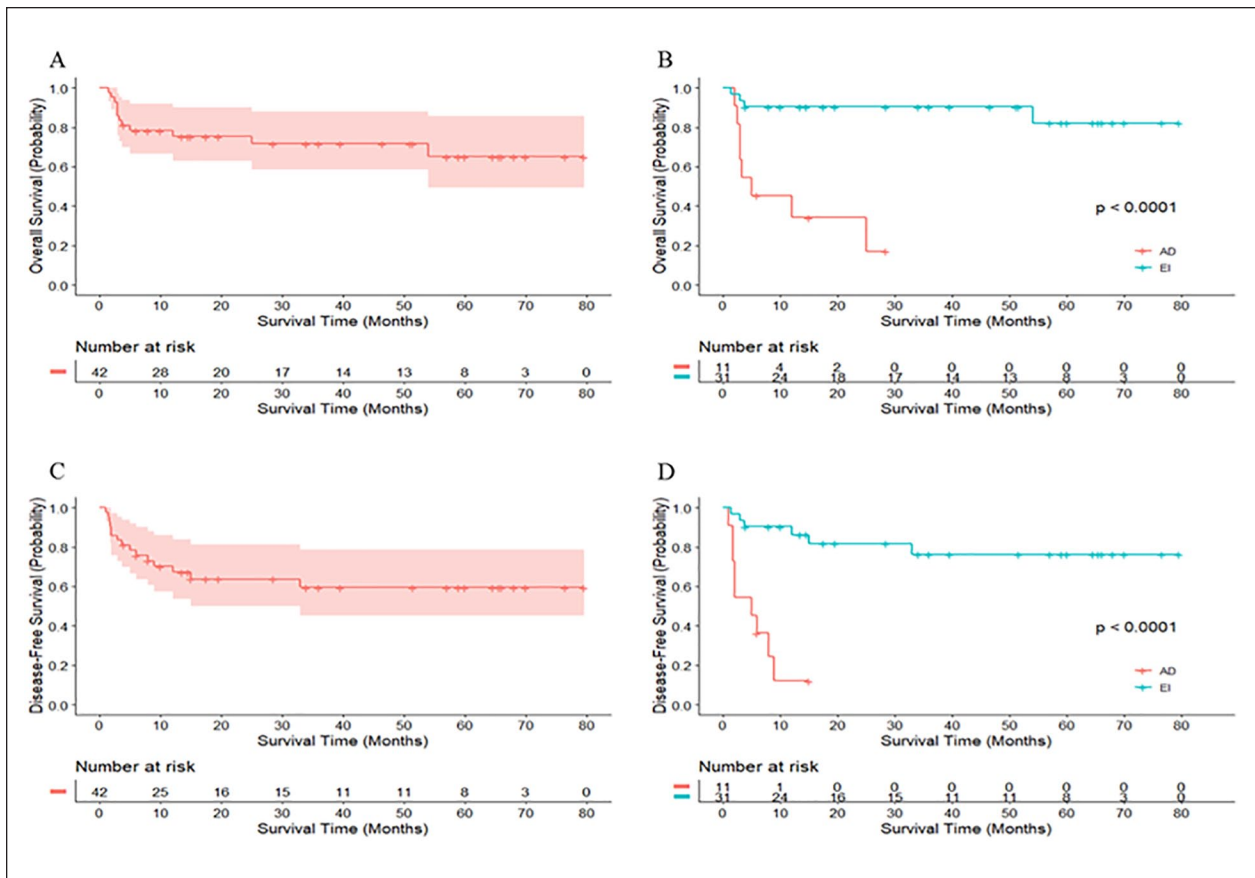 A
Overall Survival (Probability)
1.0
0.8
0.6
0.4
0.2
0.0
0 10 20 30 40 50 60 70 80
Survival Time (Months)
Number at risk
42 28 20 17 14 13 8 3 0
0 10 20 30 40 50 60 70 80
Survival Time (Months)
B
Overall Survival (Probability)
1.0
0.8
0.6
0.4
0.2
0.0
p < 0.0001
AD
EI
0 10 20 30 40 50 60 70 80
Survival Time (Months)
Number at risk
11 4 2 0 0 0 0 0 0
31 24 18 17 14 13 8 3 0
0 10 20 30 40 50 60 70 80
Survival Time (Months)
C
Disease-Free Survival (Probability)
1.0
0.8
0.6
0.4
0.2
0.0
0 10 20 30 40 50 60 70 80
Survival Time (Months)
Number at risk
42 25 16 15 11 11 8 3 0
0 10 20 30 40 50 60 70 80
Survival Time (Months)
D
Disease-Free Survival (Probability)
1.0
0.8
0.6
0.4
0.2
0.0
p < 0.0001
AD
EI
0 10 20 30 40 50 60 70 80
Survival Time (Months)
Number at risk
11 1 0 0 0 0 0 0 0
31 24 16 15 11 11 8 3 0
0 10 20 30 40 50 60 70 80
Survival Time (Months)